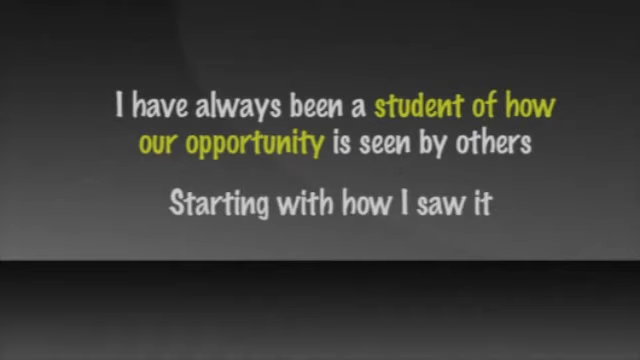 I have always been a student of how
our opportunity is seen by others
Starting with how I saw it